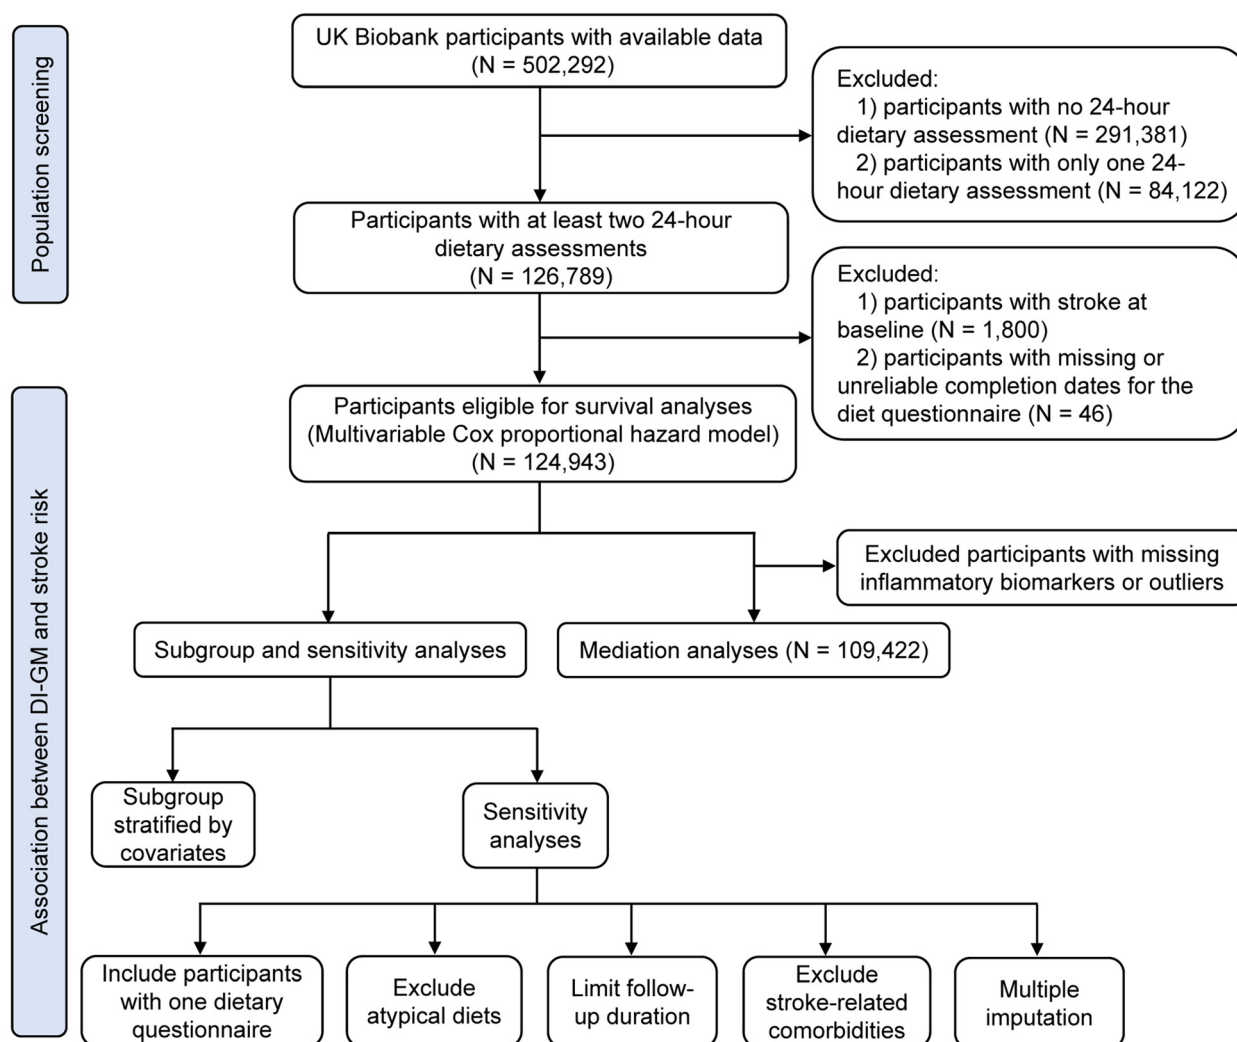 Population screening
UK Biobank participants with available data
(N = 502,292)
Excluded:
1) participants with no 24-hour
dietary assessment (N = 291,381)
2) participants with only one 24-
hour dietary assessment (N = 84,122)
Participants with at least two 24-hour
dietary assessments
(N = 126,789)
Excluded:
1) participants with stroke at
baseline (N = 1,800)
2) participants with missing or
unreliable completion dates for the
diet questionnaire (N = 46)
Association between DI-GM and stroke risk
Participants eligible for survival analyses
(Multivariable Cox proportional hazard model)
(N = 124,943)
Excluded participants with missing
inflammatory biomarkers or outliers
Subgroup and sensitivity analyses
Mediation analyses (N = 109,422)
Subgroup
stratified by
covariates
Sensitivity
analyses
Include participants
with one dietary
questionnaire
Exclude
atypical diets
Limit follow-
up duration
Exclude
stroke-related
comorbidities
Multiple
imputation